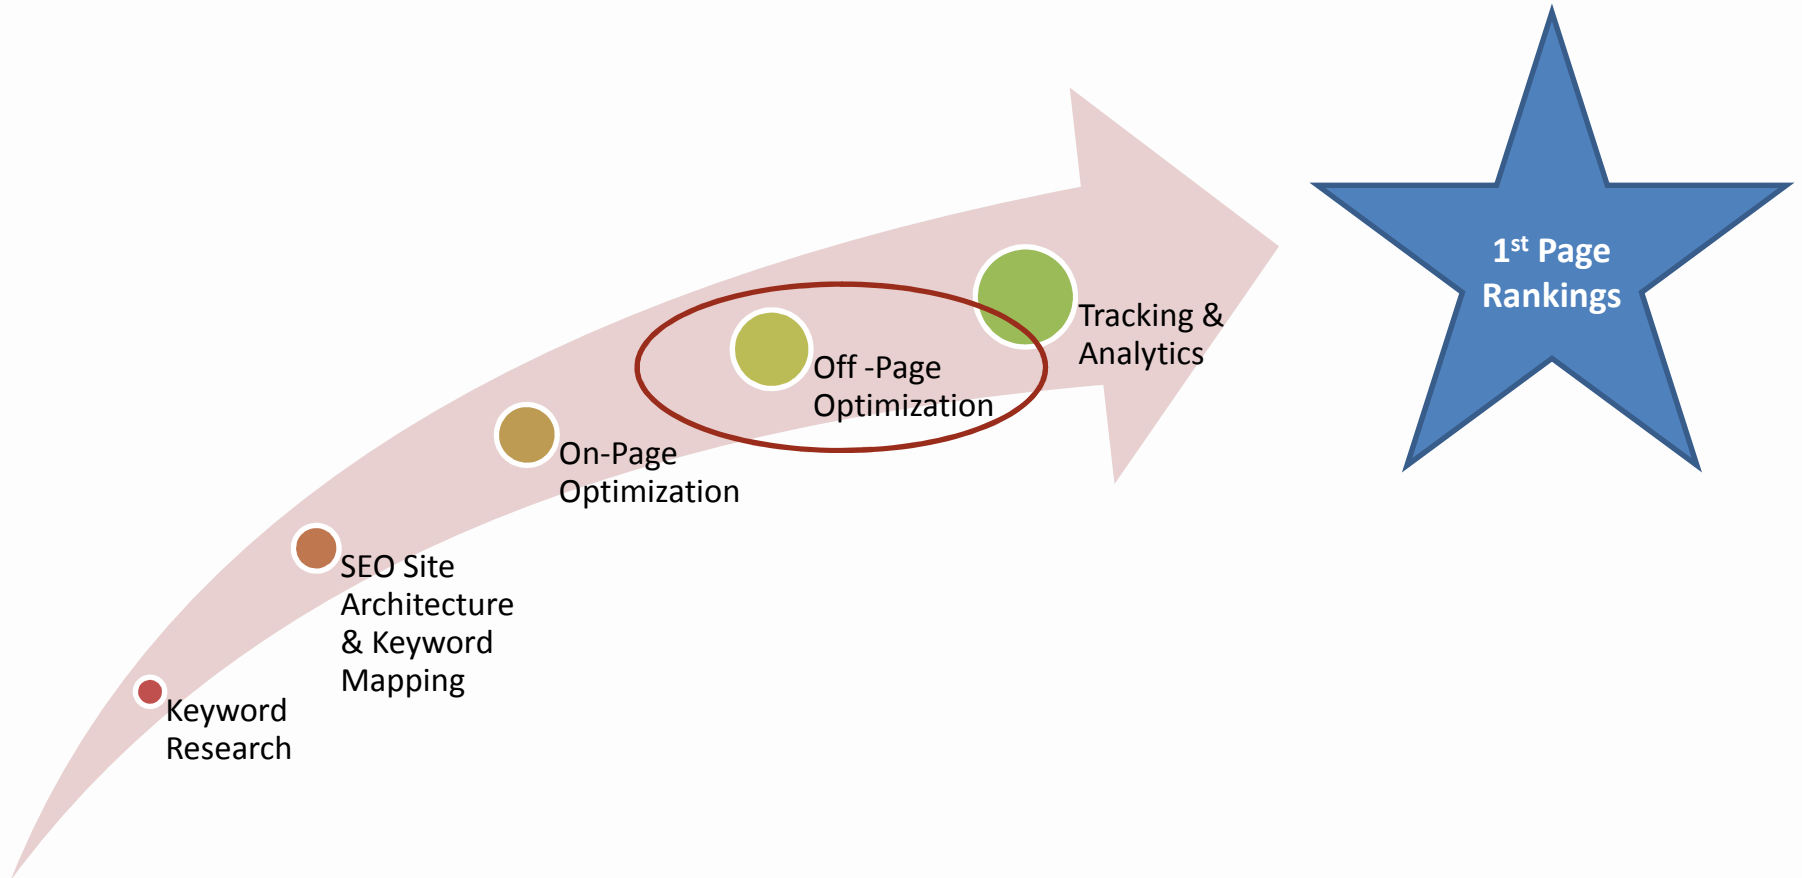 1st Page
Rankings
Tracking &
Analytics
Off -Page
Optimization
On-Page
Optimization
SEO Site
Architecture
& Keyword
Mapping
Keyword
Research